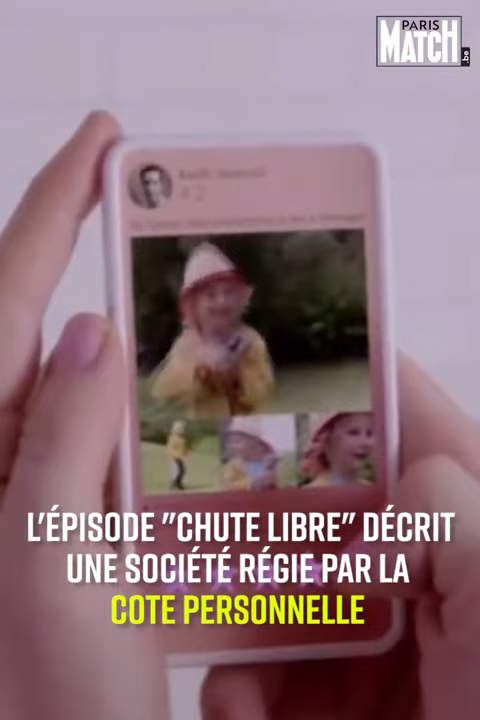 PARIS
MATCH
.be
L'ÉPISODE "CHUTE LIBRE" DÉCRIT
UNE SOCIÉTÉ RÉGIE PAR LA
COTE PERSONNELLE